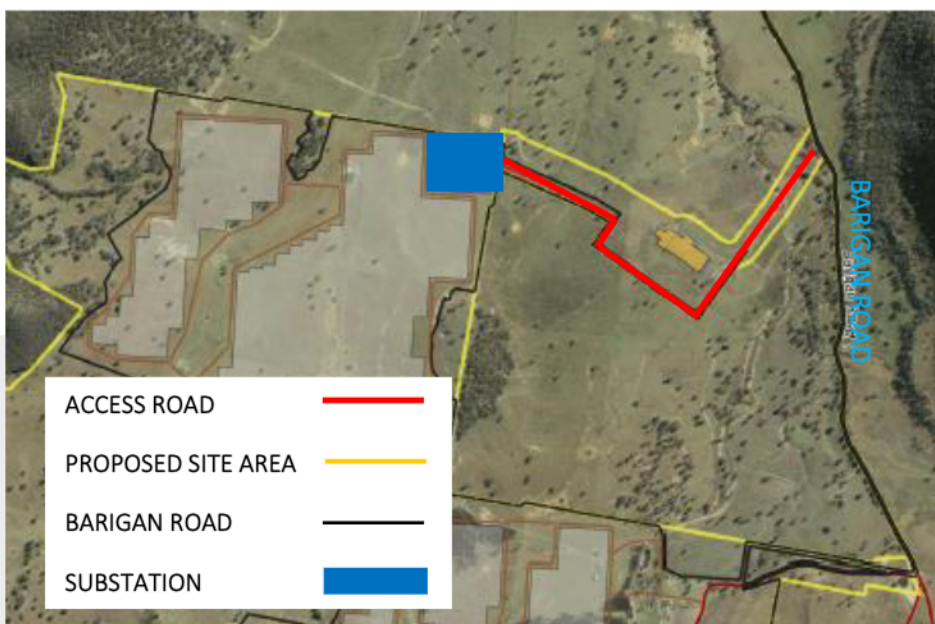 BARIGAN ROAD
ACCESS ROAD
PROPOSED SITE AREA
BARIGAN ROAD
SUBSTATION